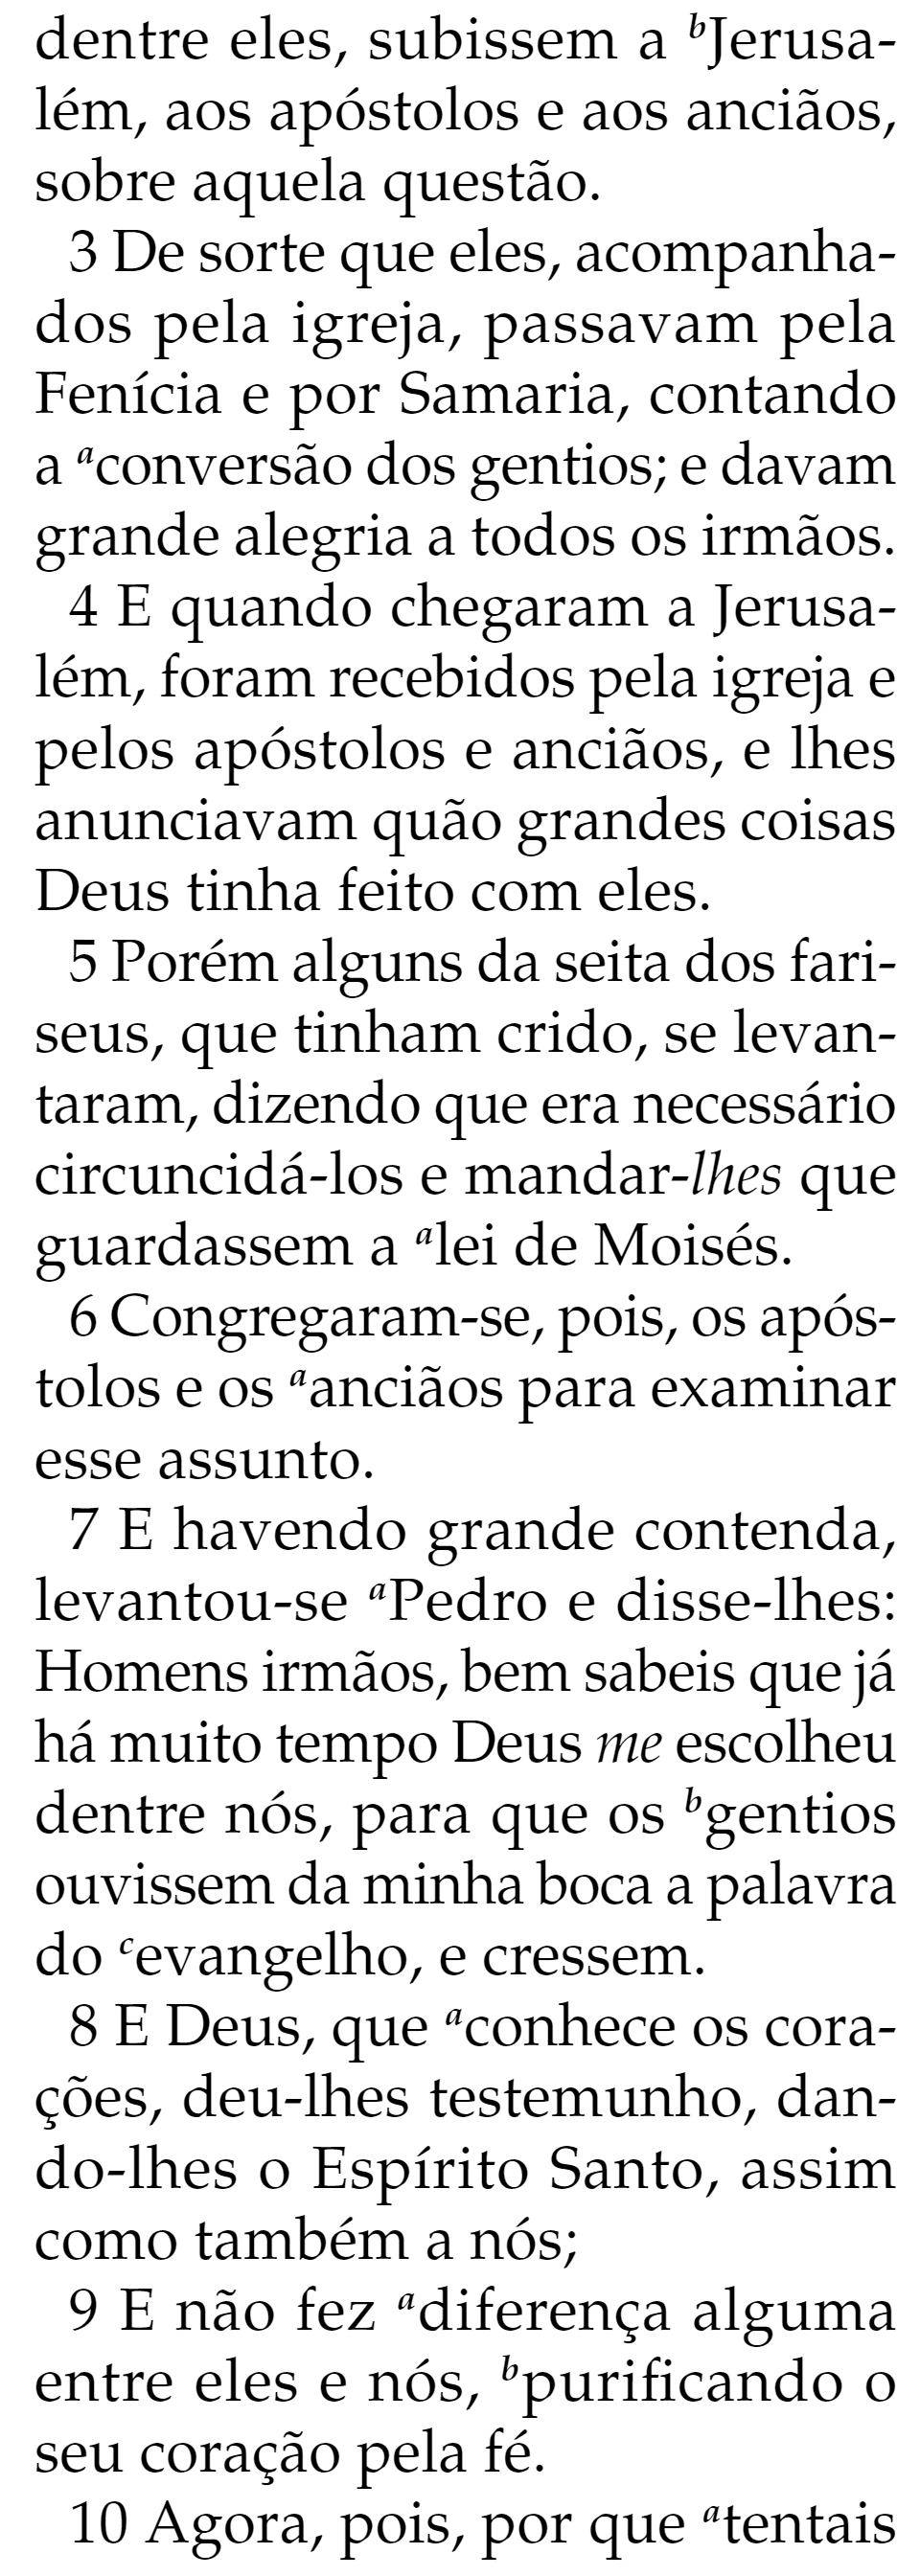 dentre eles, subissem a ᵇJerusa-
lém, aos apóstolos e aos anciãos,
sobre aquela questão.
3 De sorte que eles, acompanha-
dos pela igreja, passavam pela
Fenícia e por Samaria, contando
a ᵃconversão dos gentios; e davam
grande alegria a todos os irmãos.
4 E quando chegaram a Jerusa-
lém, foram recebidos pela igreja e
pelos apóstolos e anciãos, e lhes
anunciavam quão grandes coisas
Deus tinha feito com eles.
5 Porém alguns da seita dos fari-
seus, que tinham crido, se levan-
taram, dizendo que era necessário
circuncidá-los e mandar-lhes que
guardassem a ᵃlei de Moisés.
6 Congregaram-se, pois, os após-
tolos e os ᵃanciãos para examinar
esse assunto.
7 E havendo grande contenda,
levantou-se ᵃPedro e disse-lhes:
Homens irmãos, bem sabeis que já
há muito tempo Deus me escolheu
dentre nós, para que os ᵇgentios
ouvissem da minha boca a palavra
do ᶜevangelho, e cressem.
8 E Deus, que ᵃconhece os cora-
ções, deu-lhes testemunho, dan-
do-lhes o Espírito Santo, assim
como também a nós;
9 E não fez ᵃdiferença alguma
entre eles e nós, ᵇpurificando o
seu coração pela fé.
10 Agora, pois, por que ᵃtentais